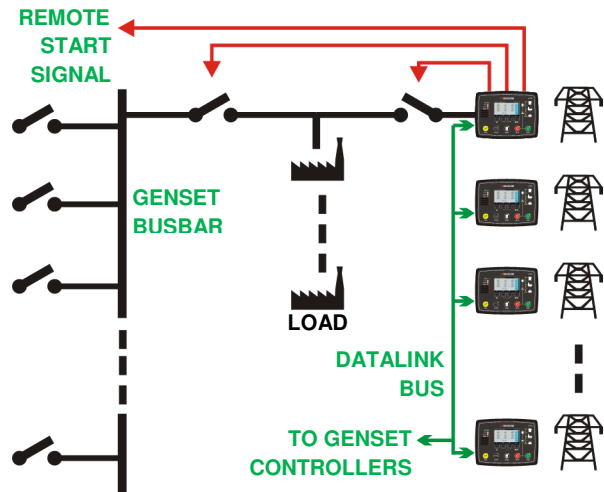 REMOTE
START
SIGNAL
GENSET
BUSBAR
LOAD
DATALINK
BUS
TO GENSET
CONTROLLERS